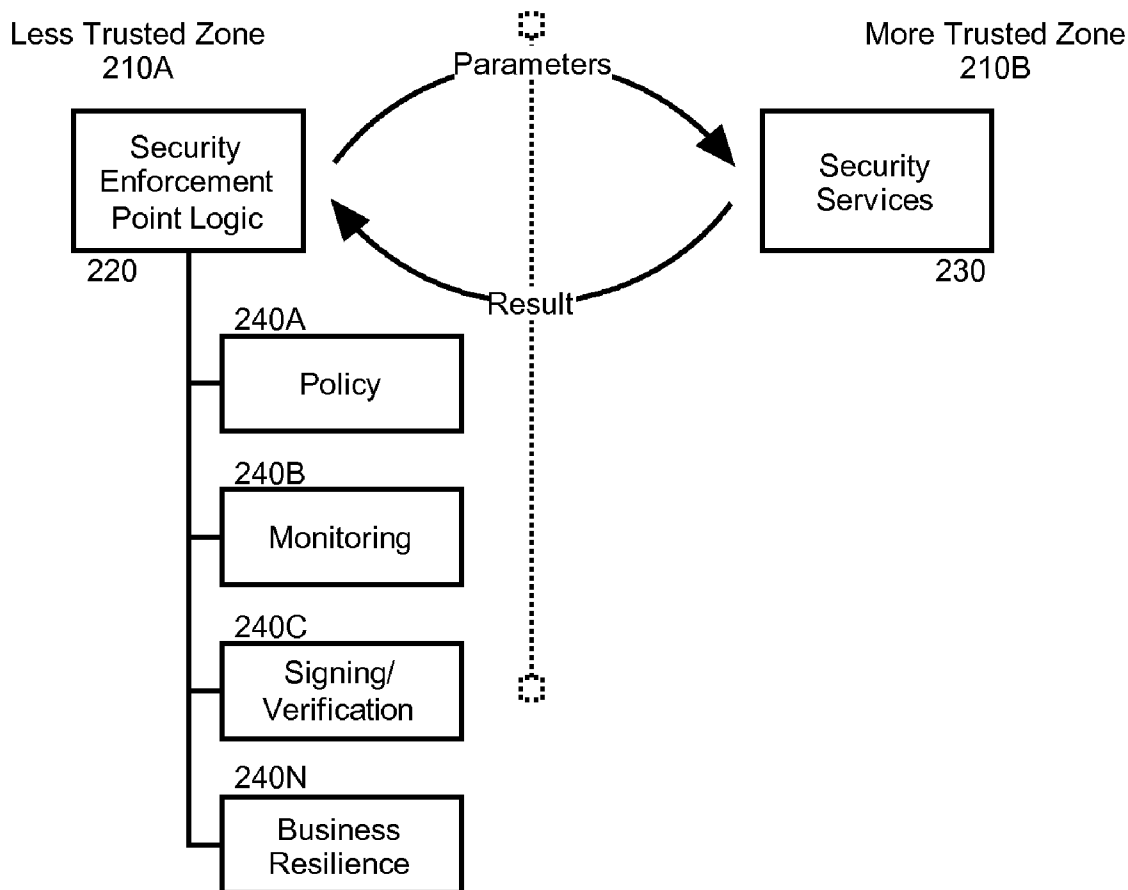 Less Trusted Zone
210A
Parameters
More Trusted Zone
210B
Security
Enforcement
Point Logic
220
Security
Services
230
Result
240A
Policy
240B
Monitoring
240C
Signing/
Verification
240N
Business
Resilience